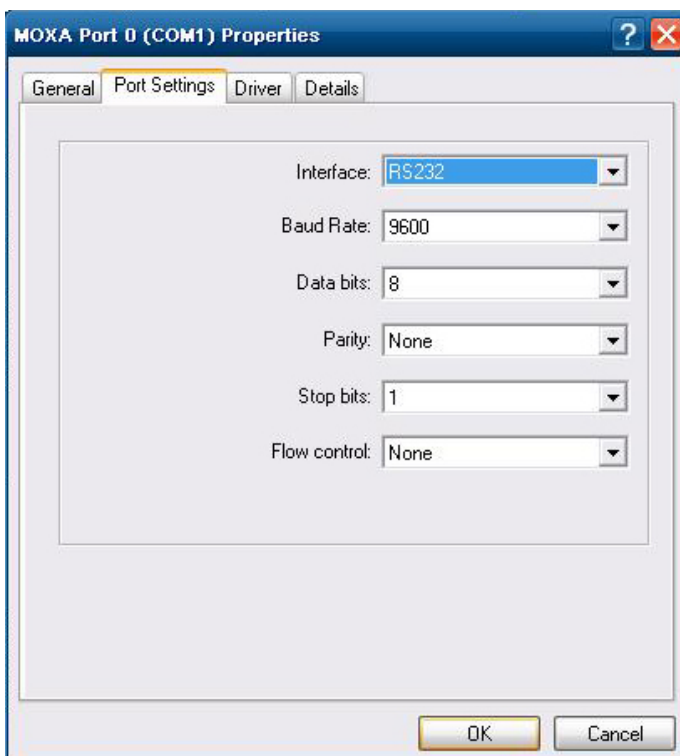 MOXA Port 0 (COM1) Properties
General Port Settings Driver Details
Interface: RS232
Baud Rate: 9600
Data bits: 8
Parity: None
Stop bits: 1
Flow control: None
OK Cancel